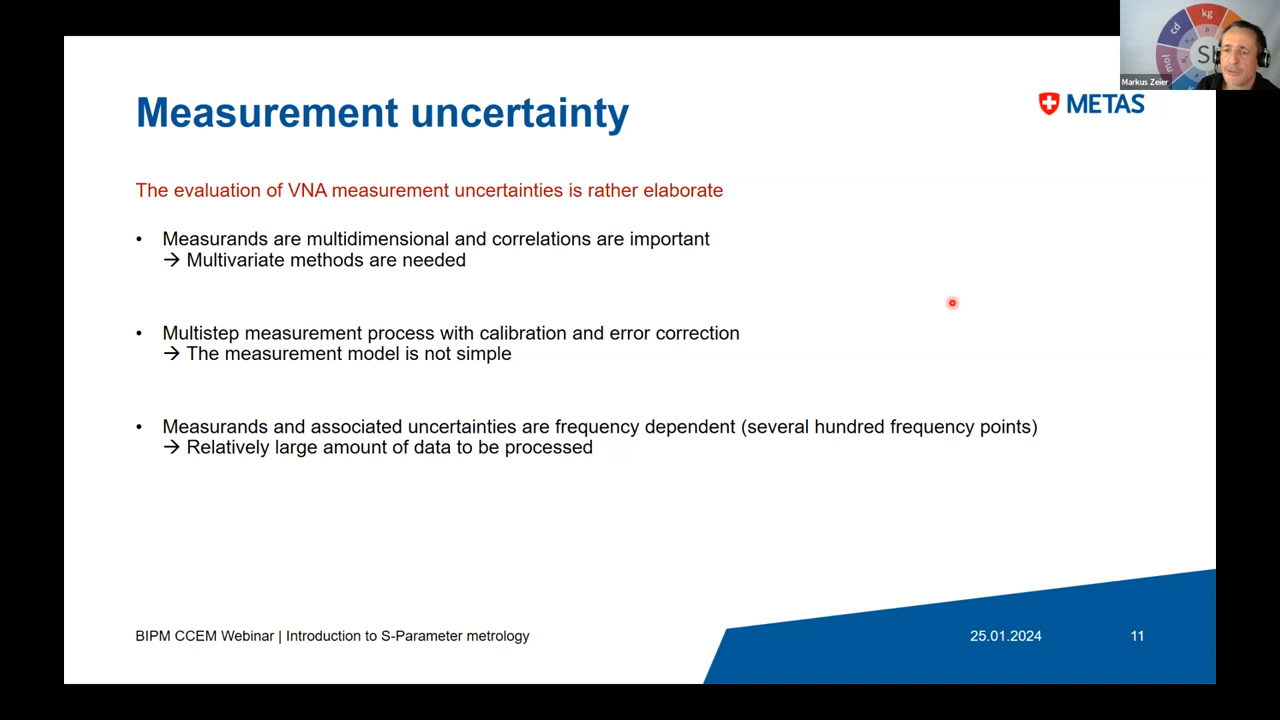 Measurement uncertainty
METAS
The evaluation of VNA measurement uncertainties is rather elaborate
• Measurands are multidimensional and correlations are important
→ Multivariate methods are needed
• Multistep measurement process with calibration and error correction
→ The measurement model is not simple
• Measurands and associated uncertainties are frequency dependent (several hundred frequency points)
→ Relatively large amount of data to be processed
BIPM CCEM Webinar | Introduction to S-Parameter metrology
25.01.2024
11
kg
cd
mol
Markus Zeier